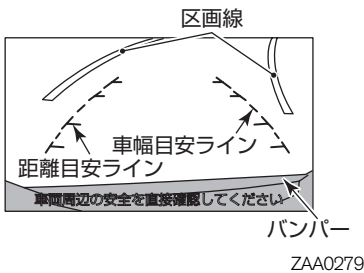 区画線
車幅目安ライン
距離目安ライン
車両周辺の安全を直接確認してください
バンパー
ZAA0279